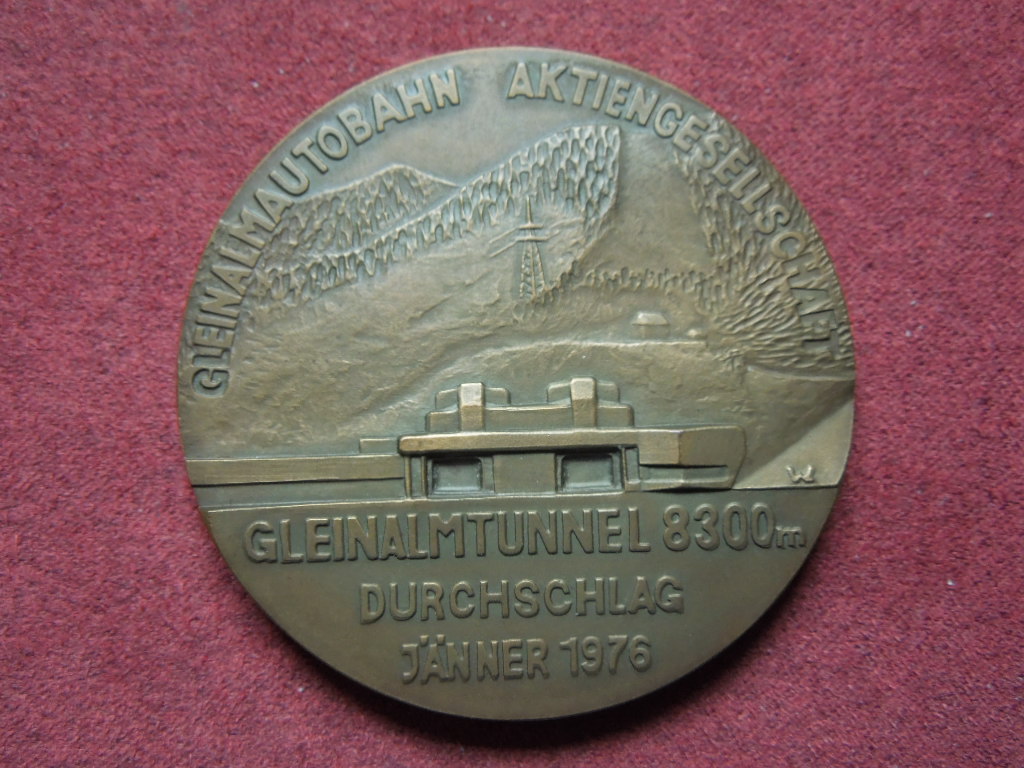 GLEINALMAUTOBAHN AKTIENGESELLSCHAFT
GLEINALMTUNNEL 8300m
DURCHSCHLAG
JÄNNER 1976